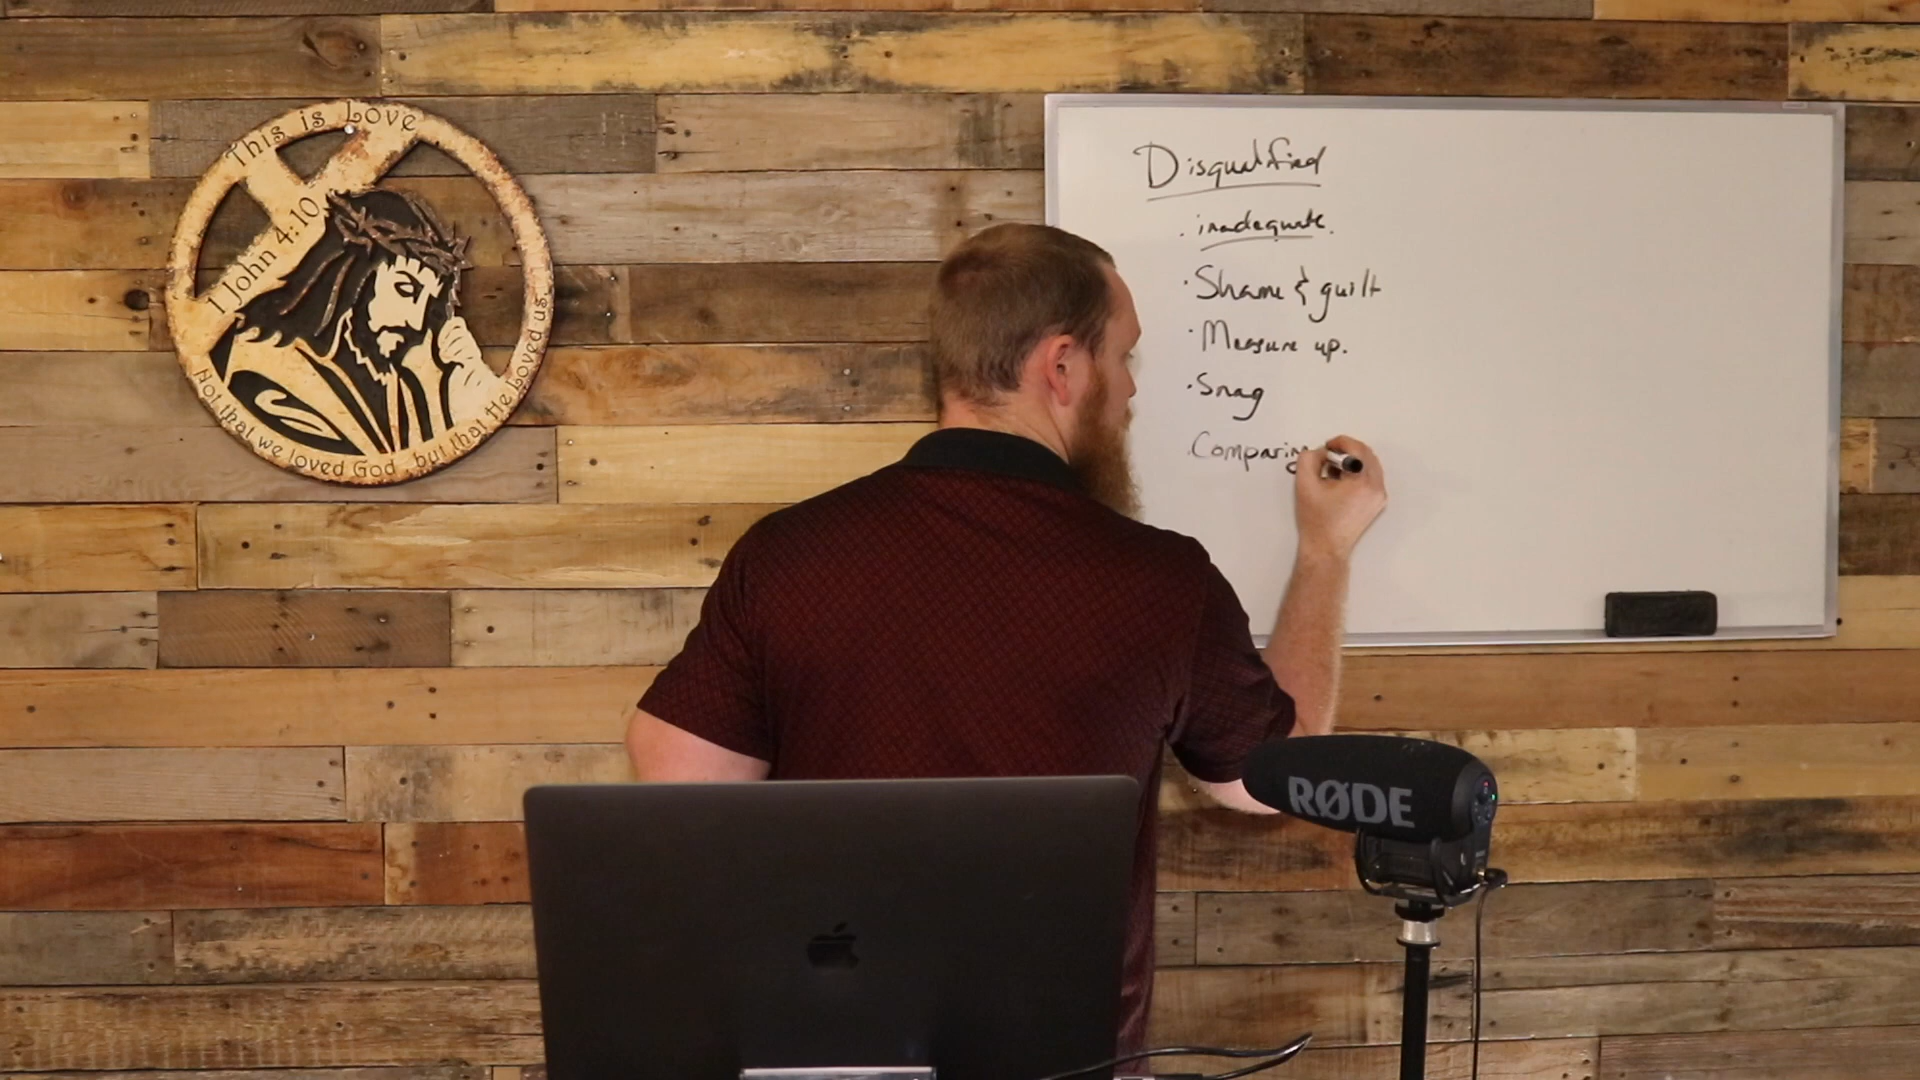 This is Love
1 John 4:10
Not that we loved God but that He Loved us.
Disqualified
. inadequate.
· Shame & guilt
· Measure up.
· Snag
. Comparing
RØDE